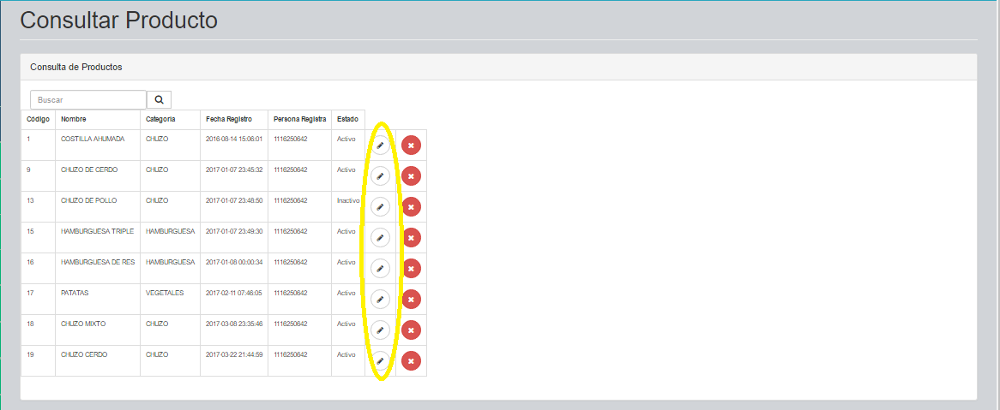 Consultar Producto
Consulta de Productos
Buscar
Código Nombre Categoria Fecha Registro Persona Registra Estado
1 COSTILLA AHUMADA CHUZO 2016-08-14 15:06:01 1116250642 Activo
9 CHUZO DE CERDO CHUZO 2017-01-07 23:45:32 1116250642 Activo
13 CHUZO DE POLLO CHUZO 2017-01-07 23:48:50 1116250642 Inactivo
15 HAMBURGUESA TRIPLE HAMBURGUESA 2017-01-07 23:49:30 1116250642 Activo
16 HAMBURGUESA DE RES HAMBURGUESA 2017-01-08 00:00:34 1116250642 Activo
17 PATATAS VEGETALES 2017-02-11 07:46:05 1116250642 Activo
18 CHUZO MIXTO CHUZO 2017-03-08 23:35:46 1116250642 Activo
19 CHUZO CERDO CHUZO 2017-03-22 21:44:59 1116250642 Activo